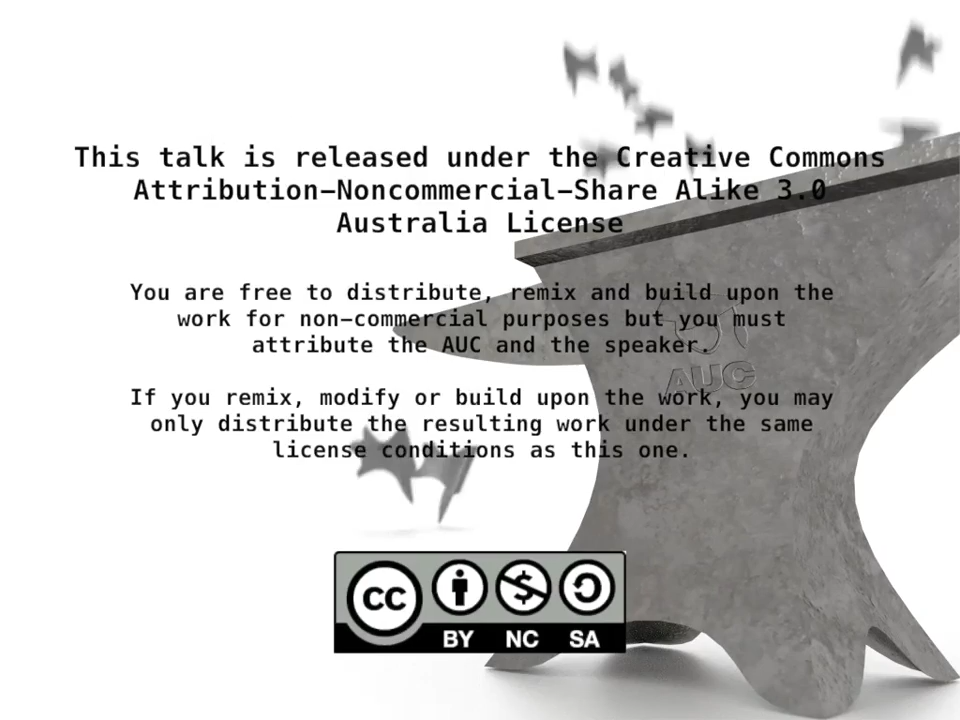 This talk is released under the Creative Commons
Attribution-Noncommercial-Share Alike 3.0
Australia License
You are free to distribute, remix and build upon the
work for non-commercial purposes but you must
attribute the AUC and the speaker.
AUC
If you remix, modify or build upon the work, you may
only distribute the resulting work under the same
license conditions as this one.
CC
BY NC SA